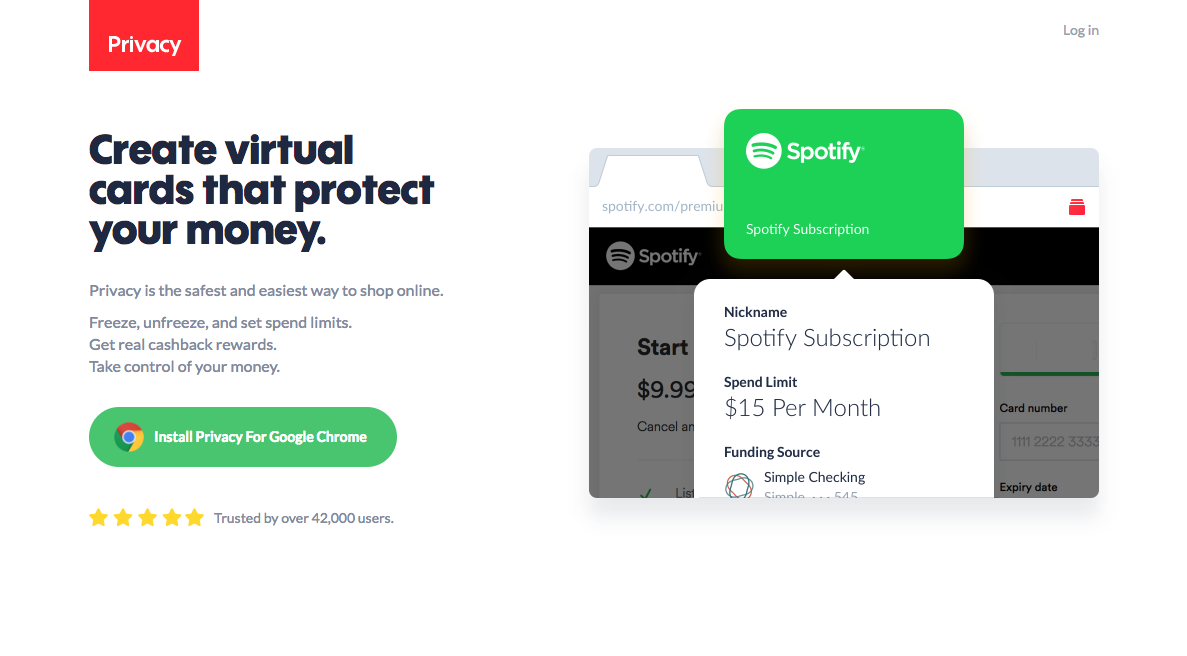 Privacy
Log in
Create virtual
cards that protect
your money.
Privacy is the safest and easiest way to shop online.
Freeze, unfreeze, and set spend limits.
Get real cashback rewards.
Take control of your money.
Install Privacy For Google Chrome
Trusted by over 42,000 users.
Spotify
Spotify Subscription
spotify.com/premiu
Spotify
Nickname
Spotify Subscription
Spend Limit
$15 Per Month
Funding Source
Simple Checking
Simple 545
Start
$9.99
Cancel an
List
Card number
1111 2222 3333
Expiry date